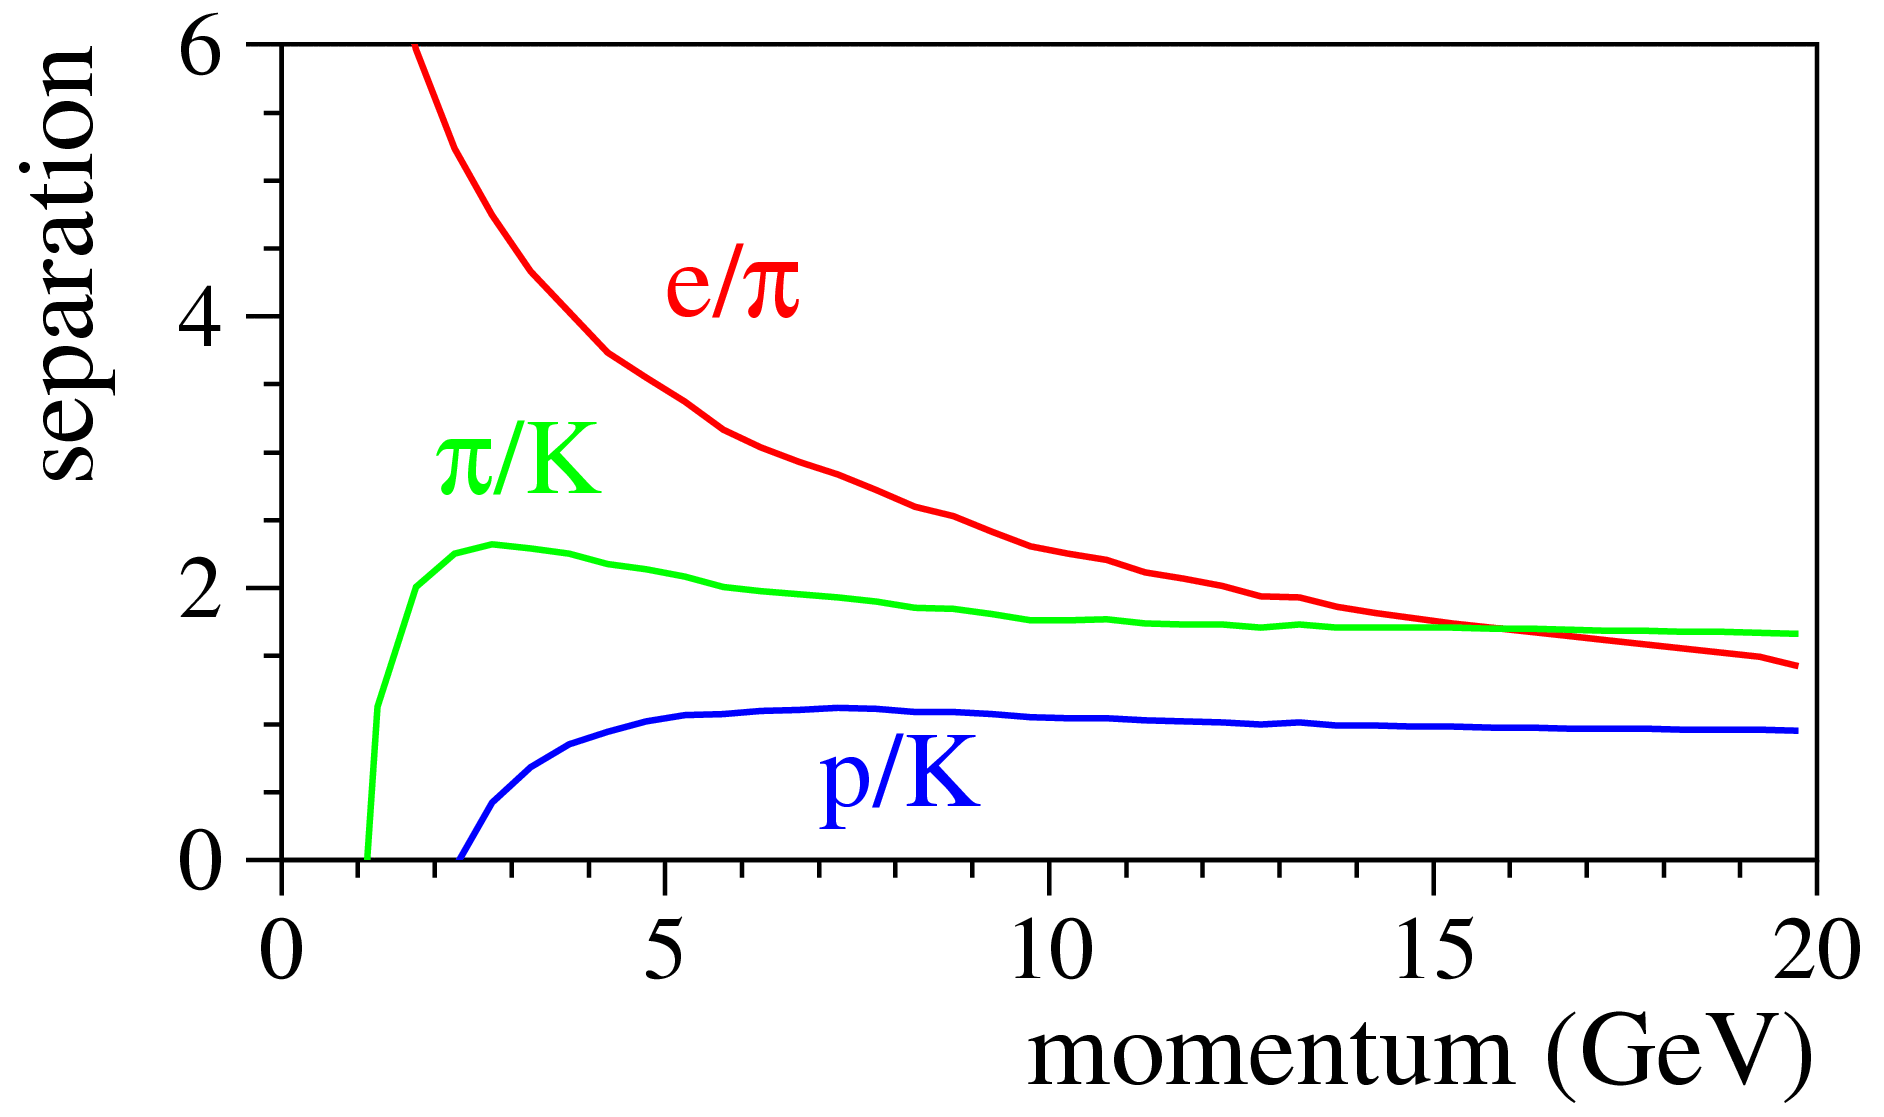 6
separation
e/π
4
π/K
2
p/K
0
0 5 10 15 20
momentum (GeV)